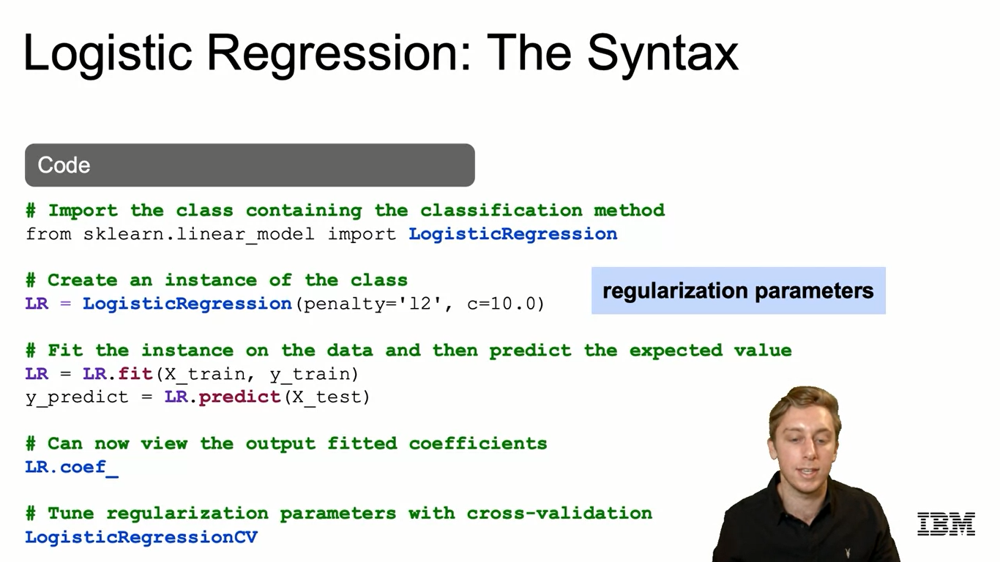 Logistic Regression: The Syntax
Code
# Import the class containing the classification method
from sklearn.linear_model import LogisticRegression
# Create an instance of the class
LR = LogisticRegression(penalty='l2', c=10.0)
regularization parameters
# Fit the instance on the data and then predict the expected value
LR = LR.fit(X_train, y_train)
y_predict = LR.predict(X_test)
# Can now view the output fitted coefficients
LR.coef_
# Tune regularization parameters with cross-validation
LogisticRegressionCV
IBM